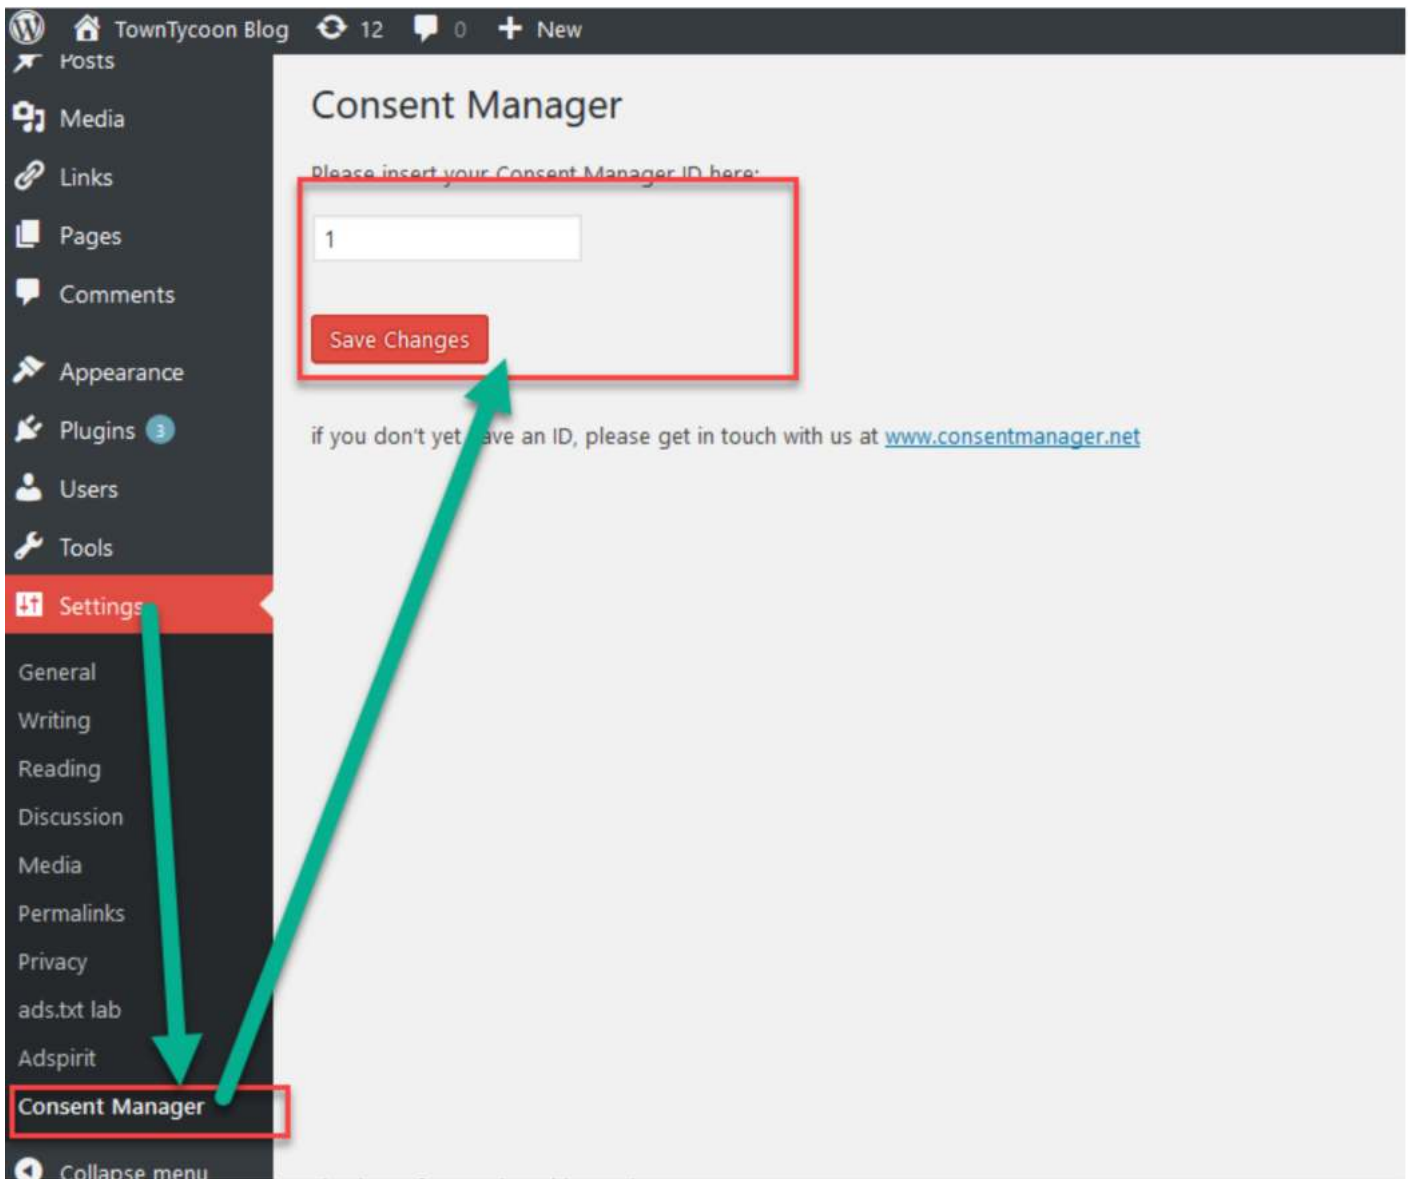 TownTycoon Blog 12 0 New
Posts
Media
Links
Pages
Comments
Appearance
Plugins 3
Users
Tools
Settings
General
Writing
Reading
Discussion
Media
Permalinks
Privacy
ads.txt lab
Adspirit
Consent Manager
Collapse menu
Consent Manager
Please insert your Consent Manager ID here:
1
Save Changes
if you don't yet have an ID, please get in touch with us at www.consentmanager.net